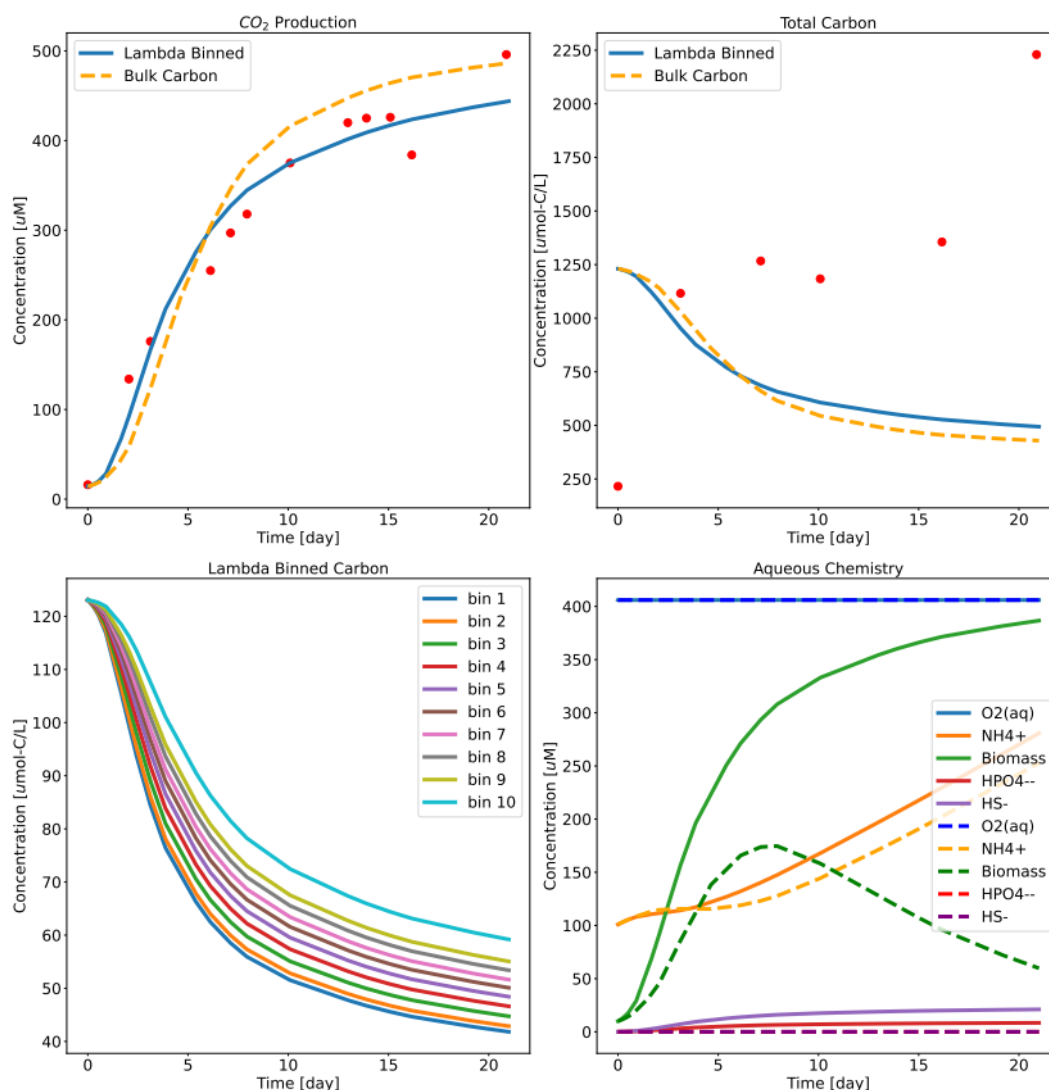 CO2 Production
Concentration [uM]
500
400
300
200
100
0
Lambda Binned
Bulk Carbon
0 5 10 15 20
Time [day]
Total Carbon
Concentration [umol-C/L]
2250
2000
1750
1500
1250
1000
750
500
250
Lambda Binned
Bulk Carbon
0 5 10 15 20
Time [day]
Lambda Binned Carbon
Concentration [umol-C/L]
120
110
100
90
80
70
60
50
40
bin 1
bin 2
bin 3
bin 4
bin 5
bin 6
bin 7
bin 8
bin 9
bin 10
0 5 10 15 20
Time [day]
Aqueous Chemistry
Concentration [uM]
400
350
300
250
200
150
100
50
0
O2(aq)
NH4+
Biomass
HPO4--
HS-
O2(aq)
NH4+
Biomass
HPO4--
HS-
0 5 10 15 20
Time [day]